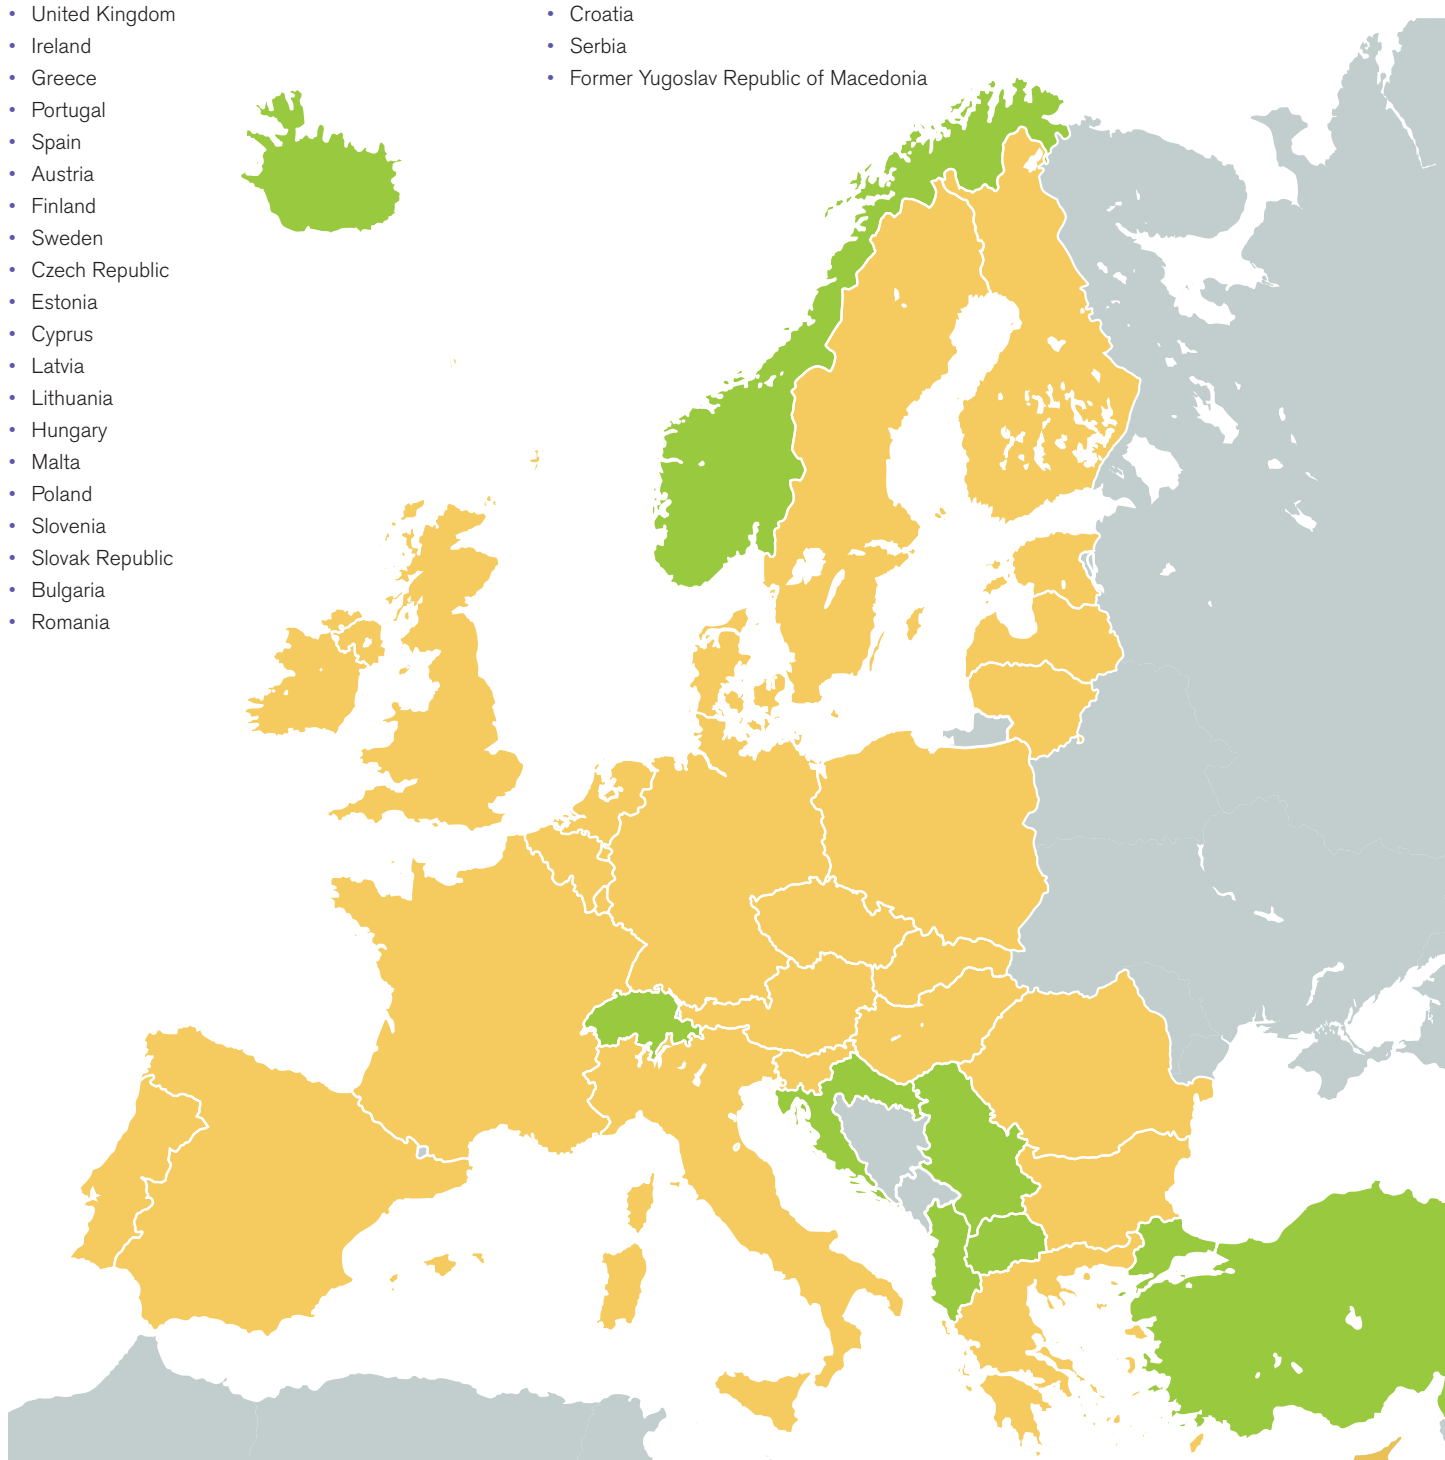 • United Kingdom
• Ireland
• Greece
• Portugal
• Spain
• Austria
• Finland
• Sweden
• Czech Republic
• Estonia
• Cyprus
• Latvia
• Lithuania
• Hungary
• Malta
• Poland
• Slovenia
• Slovak Republic
• Bulgaria
• Romania
• Croatia
• Serbia
• Former Yugoslav Republic of Macedonia